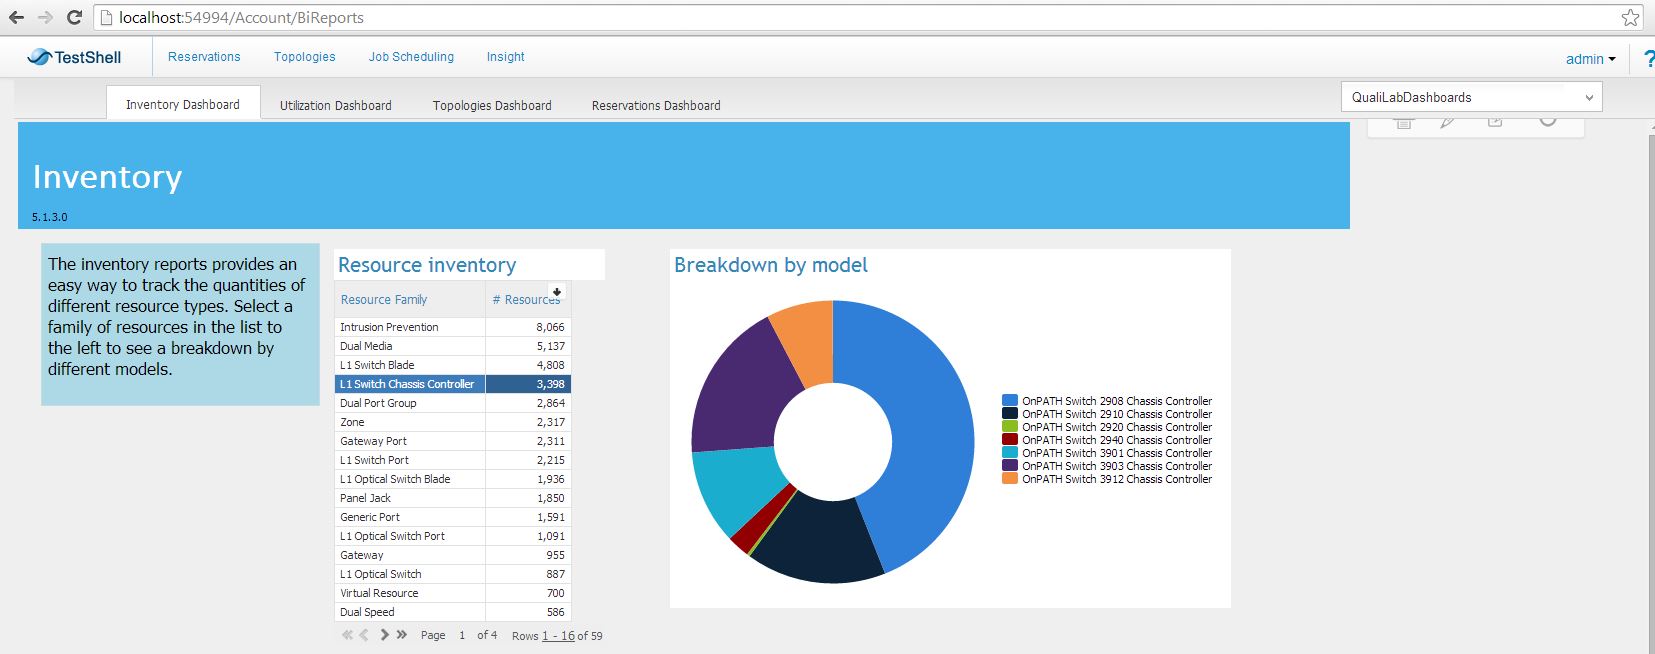 localhost:54994/Account/BiReports
TestShell
Reservations
Topologies
Job Scheduling
Insight
admin
?
Inventory Dashboard
Utilization Dashboard
Topologies Dashboard
Reservations Dashboard
QualiLabDashboards
Inventory
5.1.3.0
The inventory reports provides an
easy way to track the quantities of
different resource types. Select a
family of resources in the list to
the left to see a breakdown by
different models.
Resource inventory
Resource Family # Resources
Intrusion Prevention 8,066
Dual Media 5,137
L1 Switch Blade 4,808
L1 Switch Chassis Controller 3,398
Dual Port Group 2,864
Zone 2,317
Gateway Port 2,311
L1 Switch Port 2,215
L1 Optical Switch Blade 1,936
Panel Jack 1,850
Generic Port 1,591
L1 Optical Switch Port 1,091
Gateway 955
L1 Optical Switch 887
Virtual Resource 700
Dual Speed 586
Page 1 of 4 Rows 1 - 16 of 59
Breakdown by model
OnPATH Switch 2908 Chassis Controller
OnPATH Switch 2910 Chassis Controller
OnPATH Switch 2920 Chassis Controller
OnPATH Switch 2940 Chassis Controller
OnPATH Switch 3901 Chassis Controller
OnPATH Switch 3903 Chassis Controller
OnPATH Switch 3912 Chassis Controller